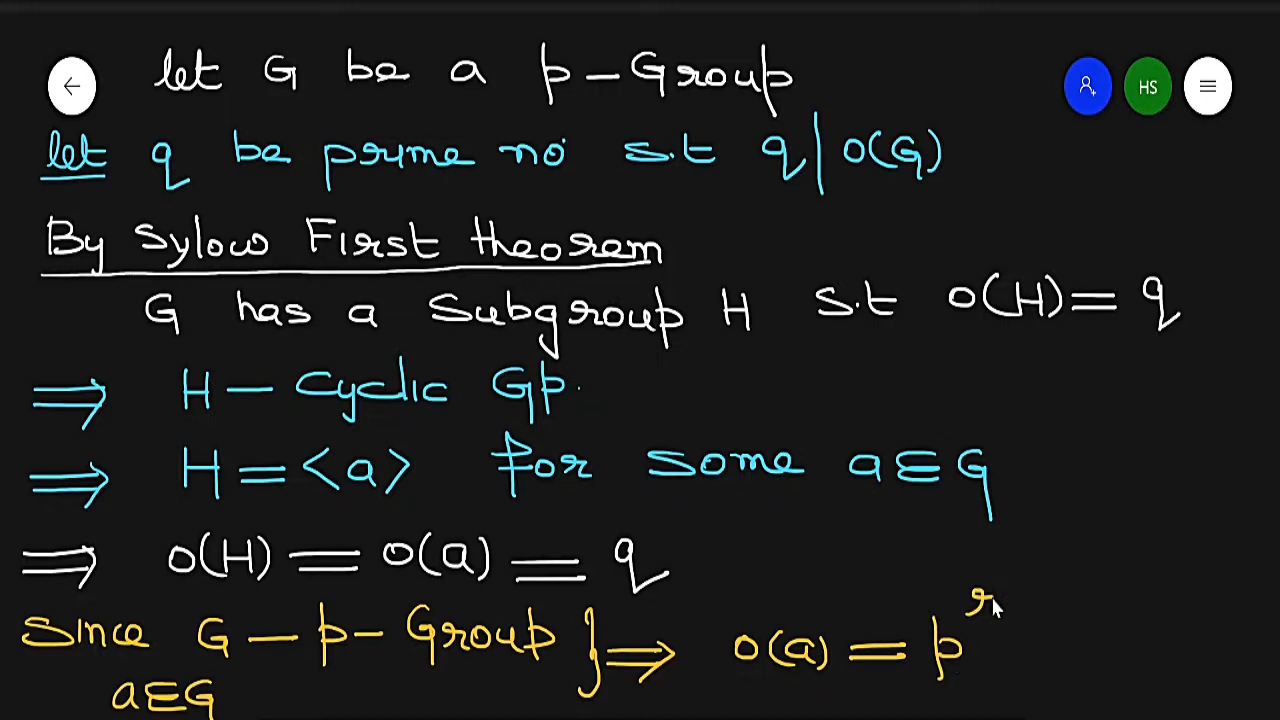 let G be a p-Group
HS
let q be prime no s.t q | O(G)
By Sylow First theorem
G has a subgroup H s.t O(H) = q
⟹ H - Cyclic Gp.
⟹ H = <a> for some a∈G
⟹ O(H) = O(a) = q
Since G - p - Group } ⟹ O(a) = p^r
a∈G